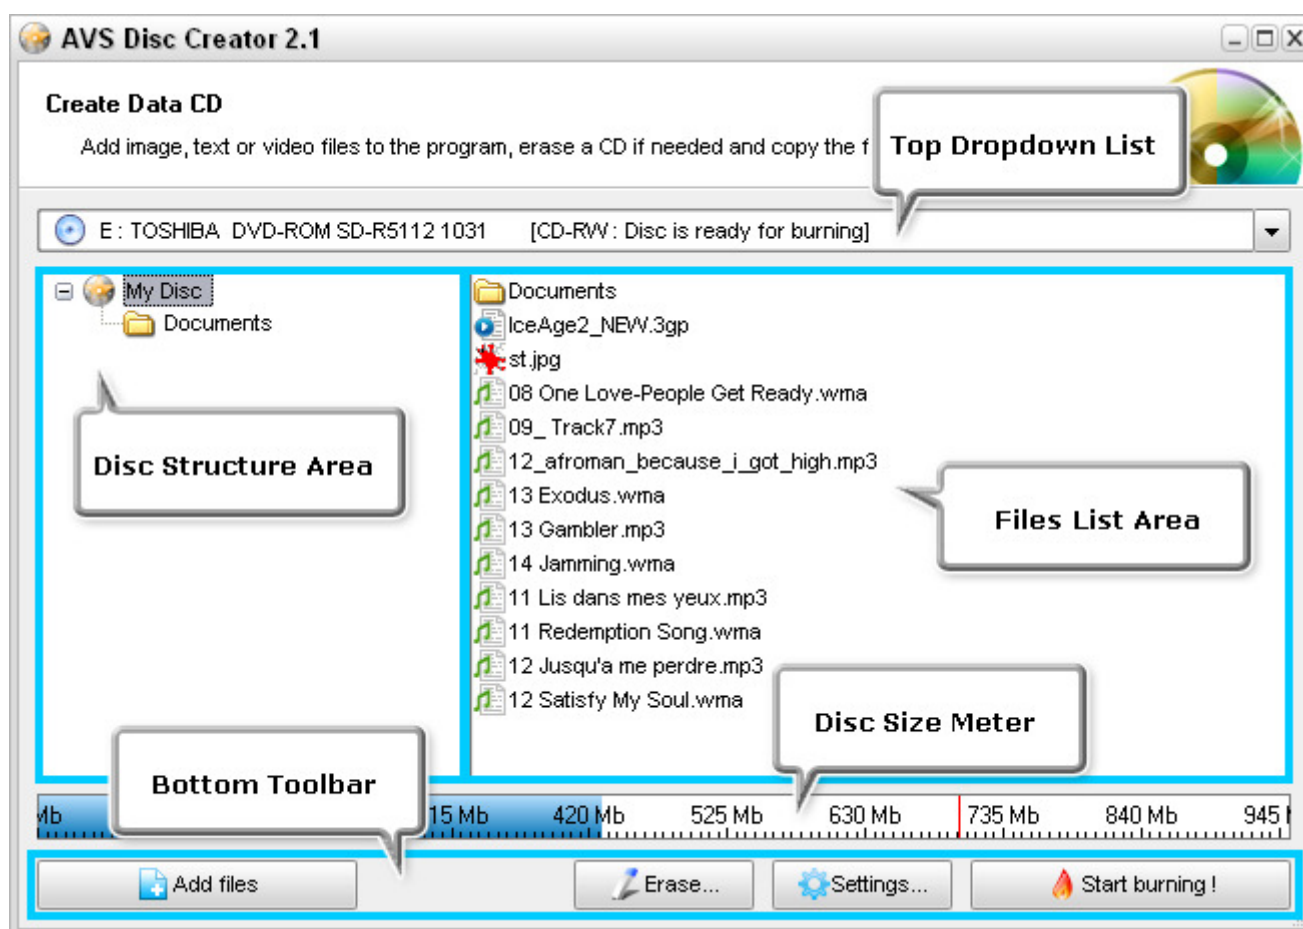 AVS Disc Creator 2.1
Create Data CD
Add image, text or video files to the program, erase a CD if needed and copy the f
Top Dropdown List
E : TOSHIBA DVD-ROM SD-R5112 1031 [CD-RW : Disc is ready for burning]
My Disc
Documents
Disc Structure Area
Documents
IceAge2_NEW.3gp
st.jpg
08 One Love-People Get Ready.wma
09_ Track7.mp3
12_afroman_because_i_got_high.mp3
13 Exodus.wma
13 Gambler.mp3
14 Jamming.wma
11 Lis dans mes yeux.mp3
11 Redemption Song.wma
12 Jusqu'a me perdre.mp3
12 Satisfy My Soul.wma
Files List Area
Disc Size Meter
Bottom Toolbar
Mb 15 Mb 420 Mb 525 Mb 630 Mb 735 Mb 840 Mb 945
Add files Erase... Settings... Start burning !